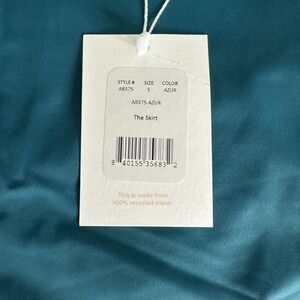 STYLE # SIZE COLOR
AB375 S AZUR
AB375-AZUR
The Skirt
8 40155 35683 2
This is made from
100% recycled paper